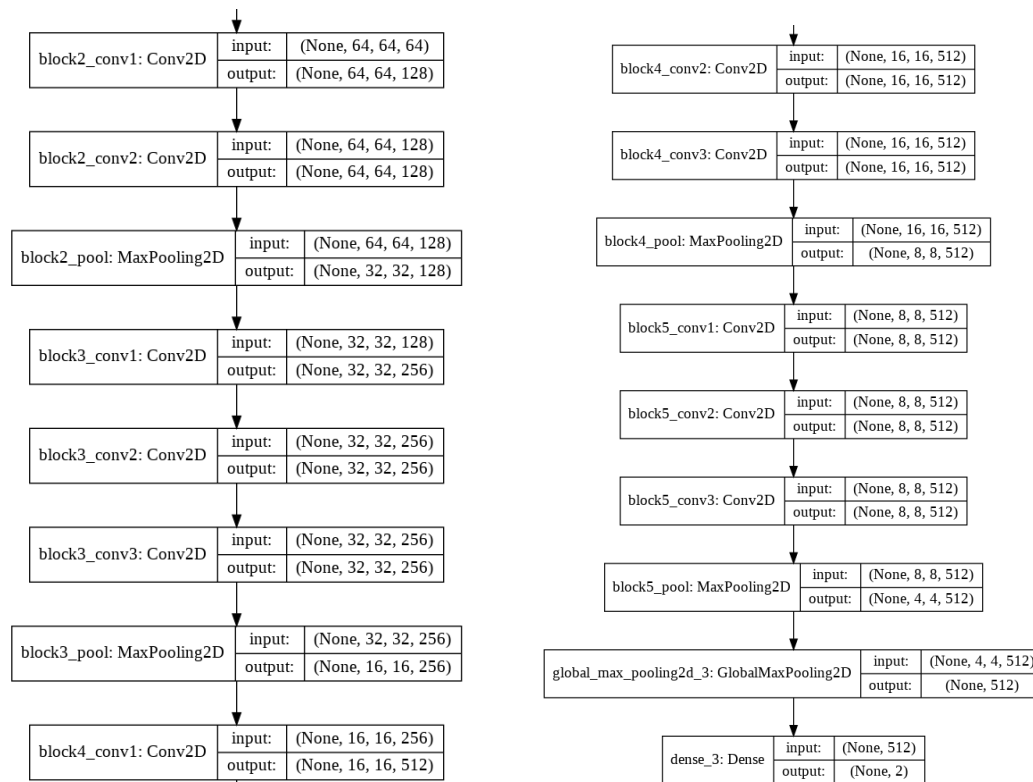 block2_conv1: Conv2D
input: (None, 64, 64, 64)
output: (None, 64, 64, 128)
block2_conv2: Conv2D
input: (None, 64, 64, 128)
output: (None, 64, 64, 128)
block2_pool: MaxPooling2D
input: (None, 64, 64, 128)
output: (None, 32, 32, 128)
block3_conv1: Conv2D
input: (None, 32, 32, 128)
output: (None, 32, 32, 256)
block3_conv2: Conv2D
input: (None, 32, 32, 256)
output: (None, 32, 32, 256)
block3_conv3: Conv2D
input: (None, 32, 32, 256)
output: (None, 32, 32, 256)
block3_pool: MaxPooling2D
input: (None, 32, 32, 256)
output: (None, 16, 16, 256)
block4_conv1: Conv2D
input: (None, 16, 16, 256)
output: (None, 16, 16, 512)
block4_conv2: Conv2D
input: (None, 16, 16, 512)
output: (None, 16, 16, 512)
block4_conv3: Conv2D
input: (None, 16, 16, 512)
output: (None, 16, 16, 512)
block4_pool: MaxPooling2D
input: (None, 16, 16, 512)
output: (None, 8, 8, 512)
block5_conv1: Conv2D
input: (None, 8, 8, 512)
output: (None, 8, 8, 512)
block5_conv2: Conv2D
input: (None, 8, 8, 512)
output: (None, 8, 8, 512)
block5_conv3: Conv2D
input: (None, 8, 8, 512)
output: (None, 8, 8, 512)
block5_pool: MaxPooling2D
input: (None, 8, 8, 512)
output: (None, 4, 4, 512)
global_max_pooling2d_3: GlobalMaxPooling2D
input: (None, 4, 4, 512)
output: (None, 512)
dense_3: Dense
input: (None, 512)
output: (None, 2)